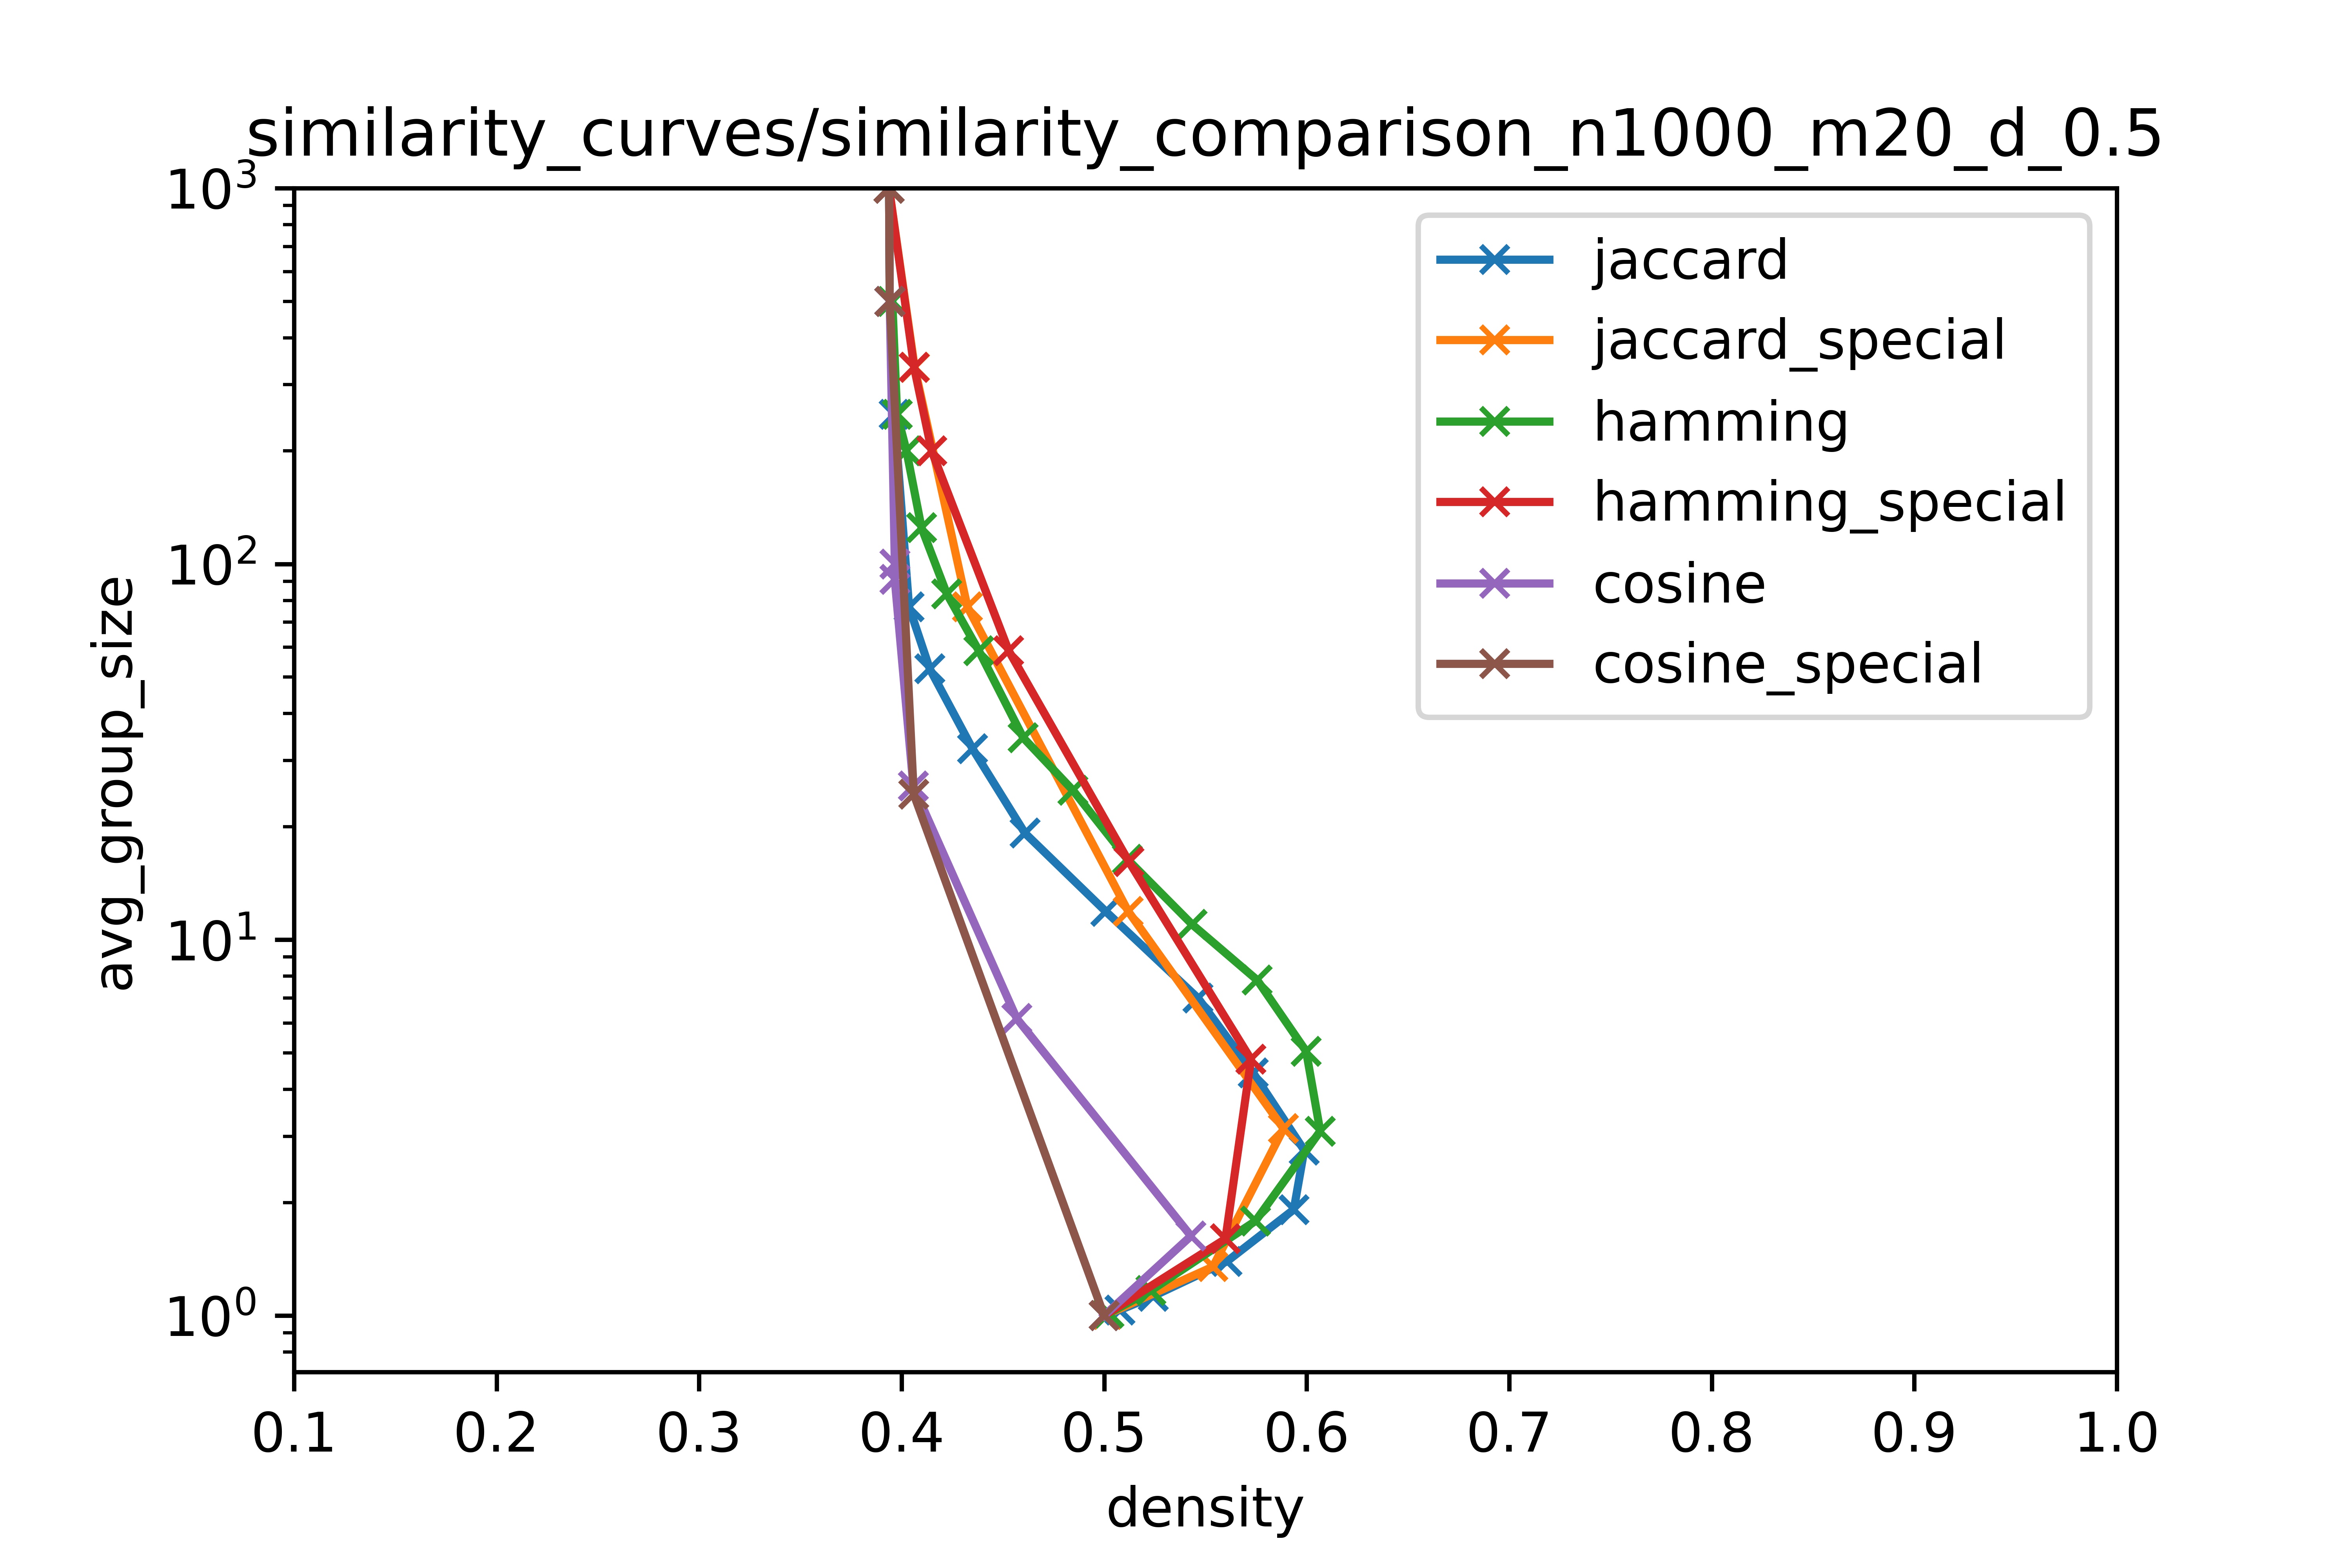 similarity_curves/similarity_comparison_n1000_m20_d_0.5
10³
10²
10¹
10⁰
avg_group_size
jaccard
jaccard_special
hamming
hamming_special
cosine
cosine_special
0.1 0.2 0.3 0.4 0.5 0.6 0.7 0.8 0.9 1.0
density